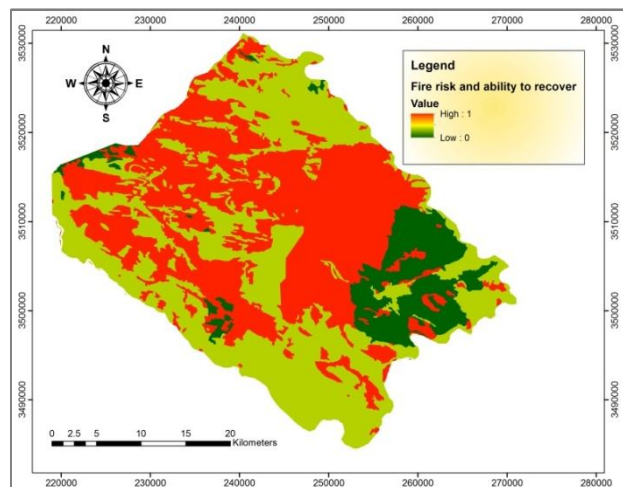 220000 230000 240000 250000 260000 270000 280000
3530000
3520000
3510000
3500000
3490000
N
W E
S
Legend
Fire risk and ability to recover
Value
High : 1
Low : 0
3530000
3520000
3510000
3500000
3490000
0 2.5 5 10 15 20
Kilometers
220000 230000 240000 250000 260000 270000 280000